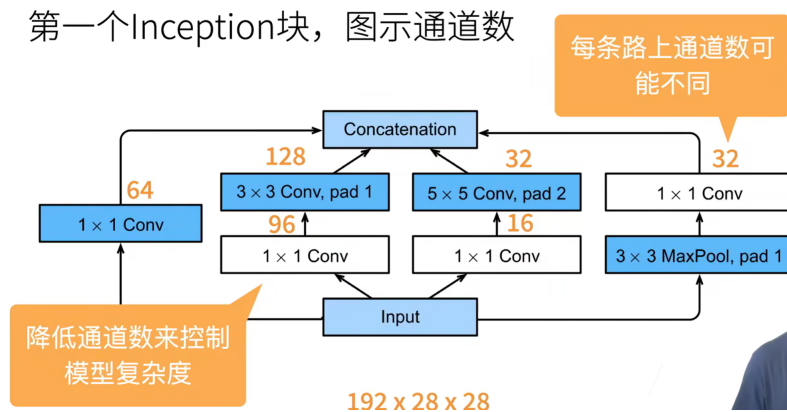 第一个Inception块，图示通道数
每条路上通道数可
能不同
Concatenation
128
32
32
64
3 × 3 Conv, pad 1
5 × 5 Conv, pad 2
1 × 1 Conv
1 × 1 Conv
96
16
1 × 1 Conv
1 × 1 Conv
3 × 3 MaxPool, pad 1
Input
降低通道数来控制
模型复杂度
192 x 28 x 28